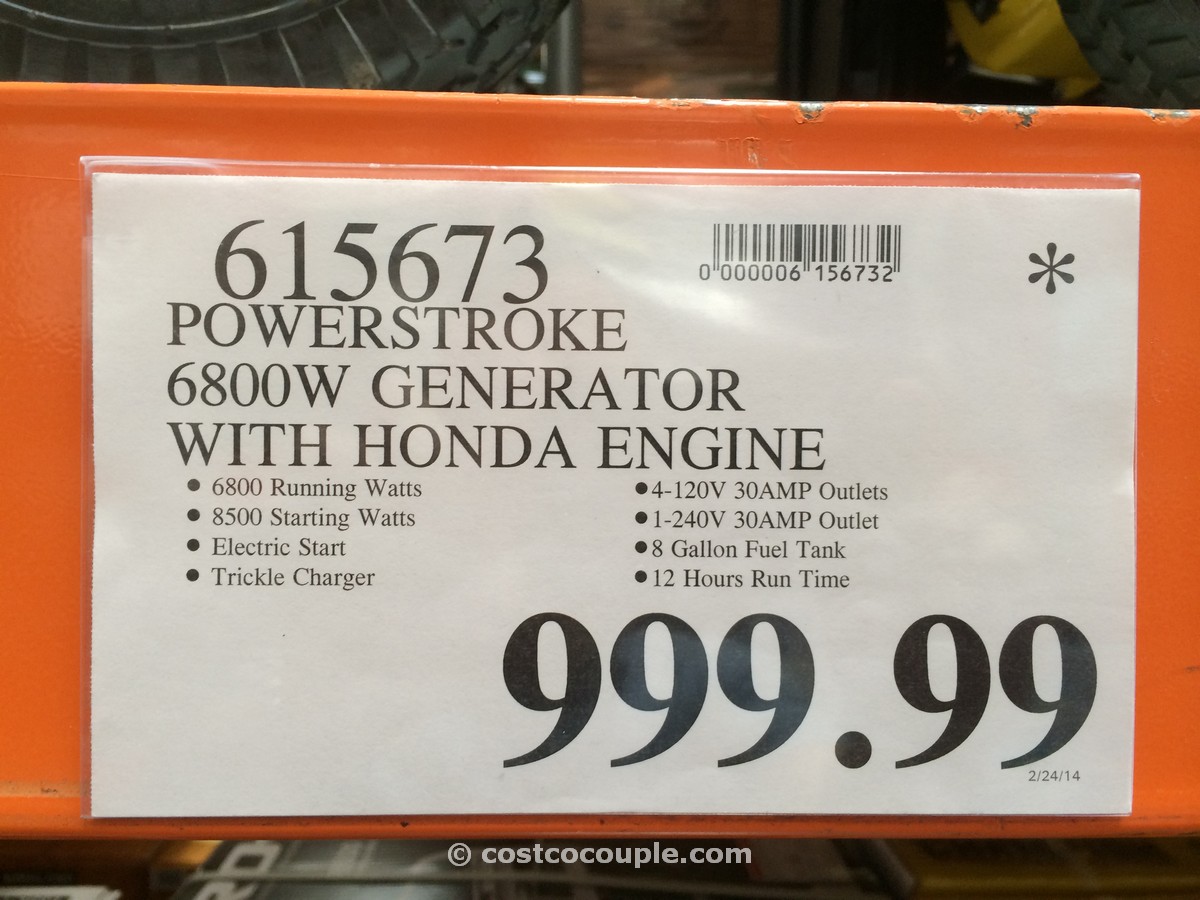 615673
0 000006 156732
*
POWERSTROKE
6800W GENERATOR
WITH HONDA ENGINE
● 6800 Running Watts
● 8500 Starting Watts
● Electric Start
● Trickle Charger
●4-120V 30AMP Outlets
●1-240V 30AMP Outlet
●8 Gallon Fuel Tank
●12 Hours Run Time
999.99
2/24/14
© costcocouple.com